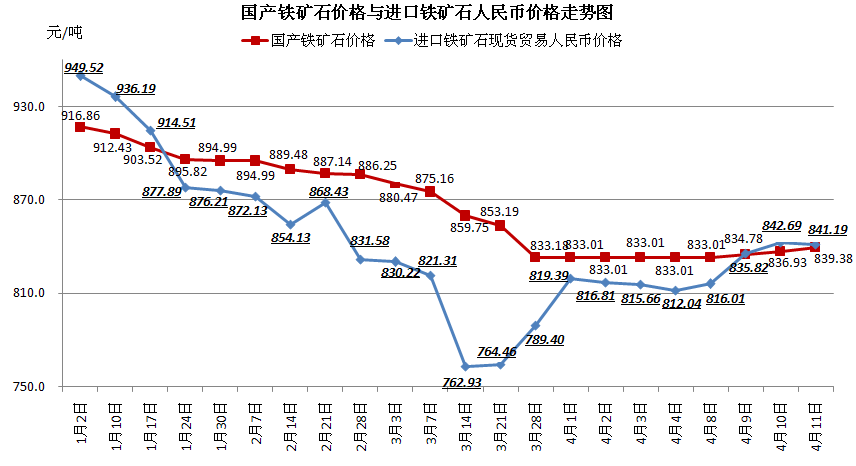 国产铁矿石价格与进口铁矿石人民币价格走势图
元/吨
国产铁矿石价格
进口铁矿石现货贸易人民币价格
930.0
870.0
810.0
750.0
949.52
936.19
914.51
877.89
876.21
872.13
854.13
868.43
831.58
830.22
821.31
762.93
764.46
789.40
819.39
816.81
815.66
812.04
816.01
835.82
842.69
841.19
916.86
912.43
903.52
895.82
894.99
894.99
889.48
887.14
886.25
880.47
875.16
859.75
853.19
833.18
833.01
833.01
833.01
833.01
833.01
834.78
836.93
839.38
1月2日
1月10日
1月17日
1月24日
1月30日
2月7日
2月14日
2月21日
2月28日
3月3日
3月7日
3月14日
3月21日
3月28日
4月1日
4月2日
4月3日
4月4日
4月8日
4月9日
4月10日
4月11日